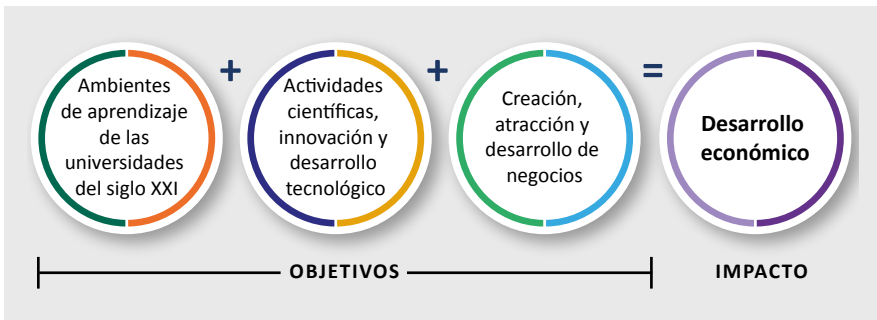 Ambientes
de aprendizaje
de las
universidades
del siglo XXI
+
Actividades
científicas,
innovación y
desarrollo
tecnológico
+
Creación,
atracción y
desarrollo de
negocios
=
Desarrollo
económico
OBJETIVOS
IMPACTO